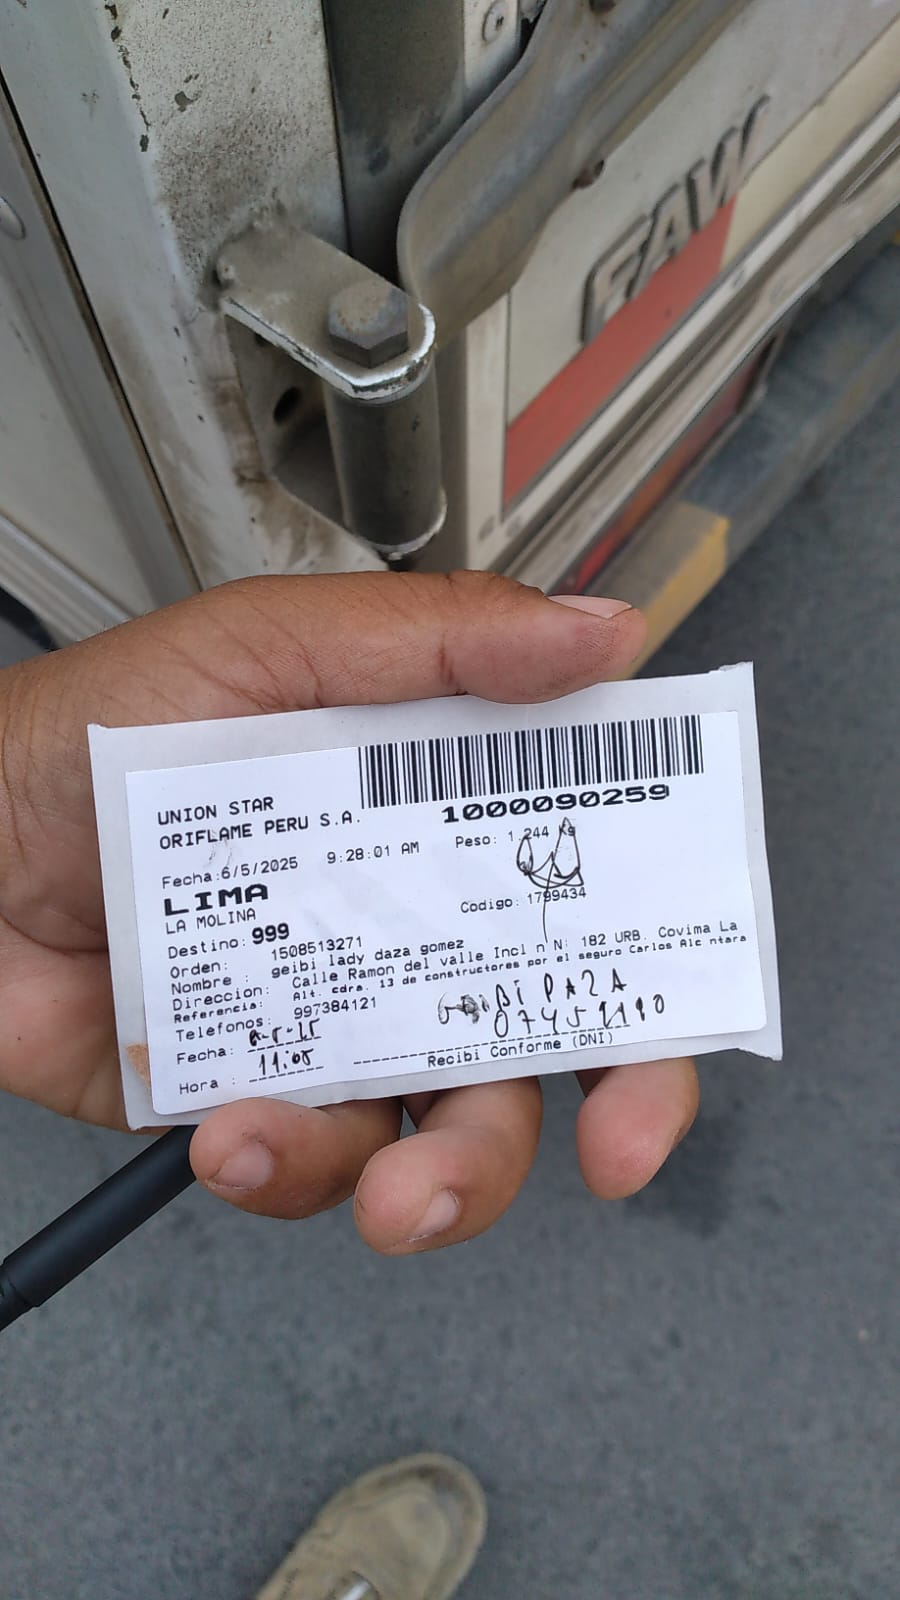 FAW
1000090259
UNION STAR
ORIFLAME PERU S.A.
Fecha:6/5/2025 9:28:01 AM Peso: 1.244 Kg
LIMA
LA MOLINA
Codigo: 1799434
Destino: 999
Orden: 1508513271
Nombre : geibi lady daza gomez
Direccion: Calle Ramon del valle Incl n N: 182 URB. Covima La
Referencia: Alt. cdra. 13 de constructores por el seguro Carlos Alc ntara
Telefonos: 997384121
Fecha:
Hora : 11:05
Recibi Conforme (DNI)